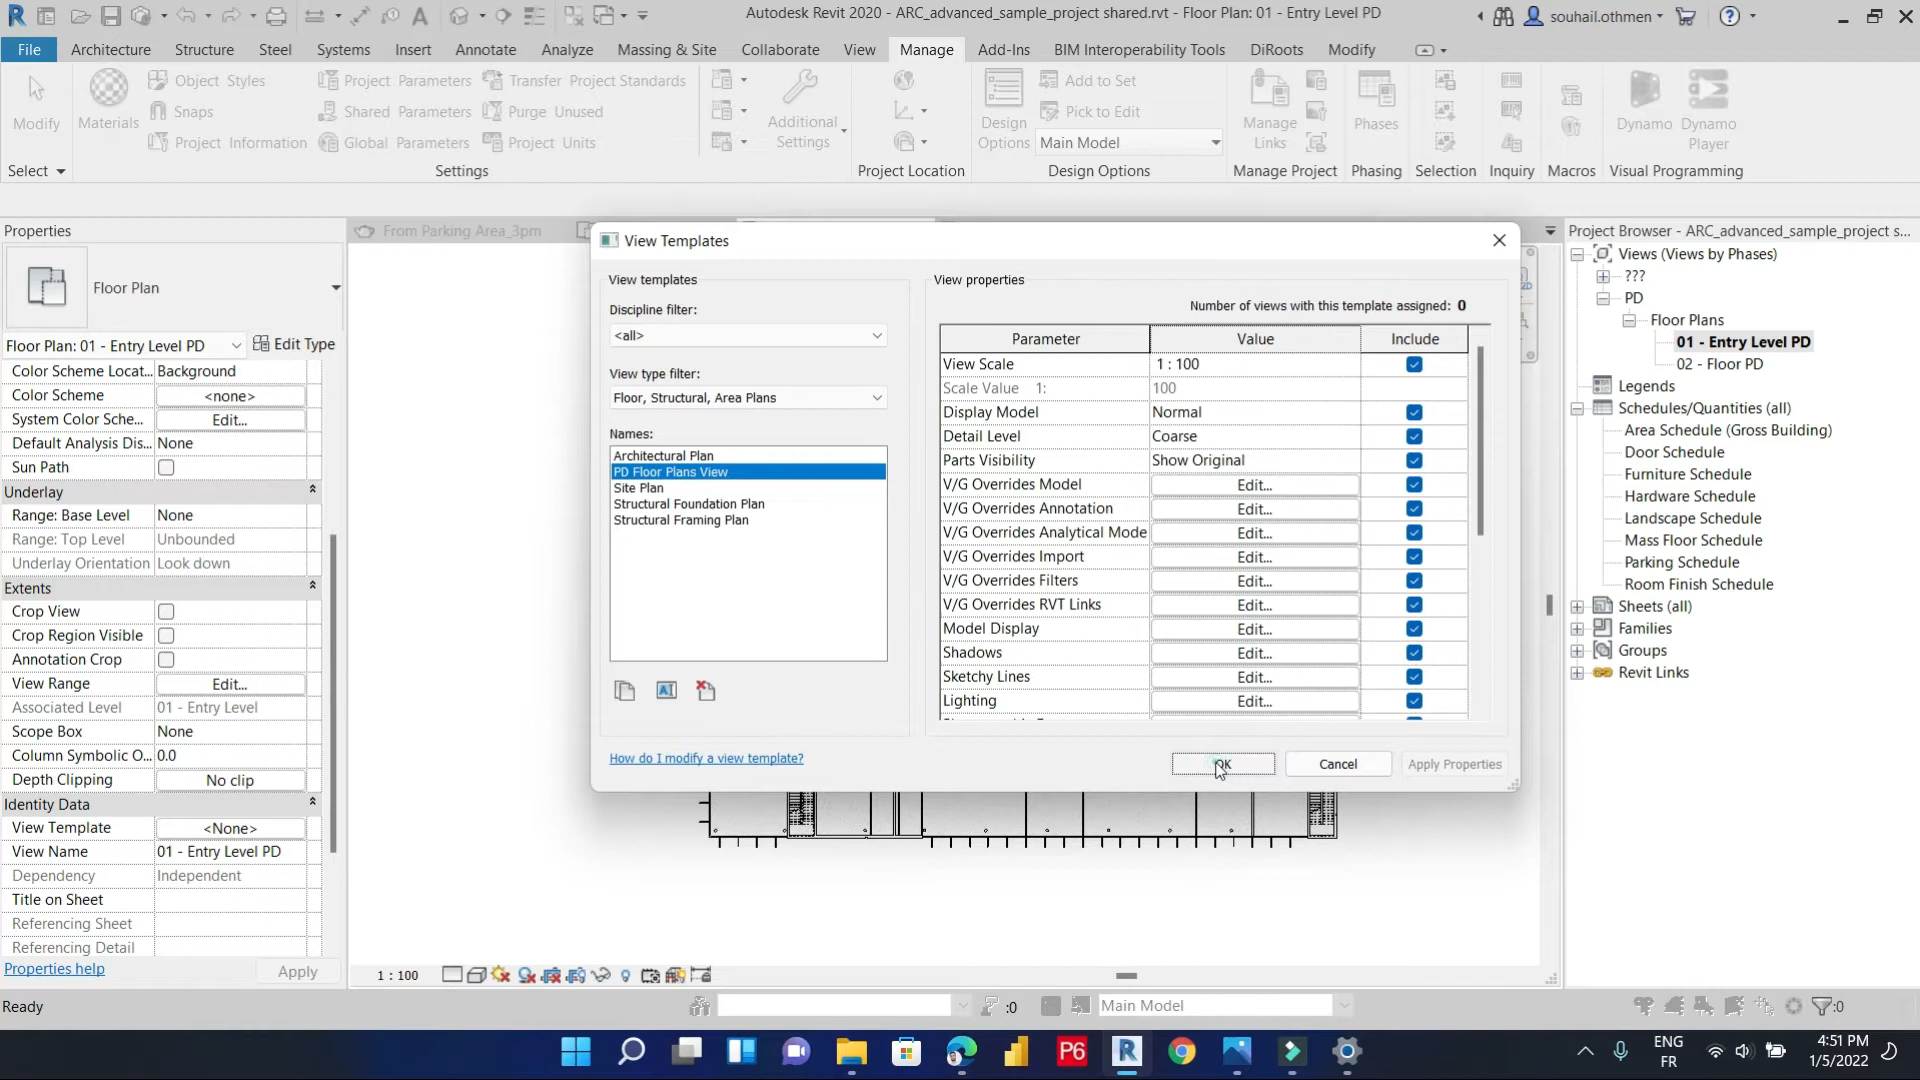 Autodesk Revit 2020 - ARC_advanced_sample_project shared.rvt - Floor Plan: 01 - Entry Level PD
souhail.othmen
File Architecture Structure Steel Systems Insert Annotate Analyze Massing & Site Collaborate View Manage Add-Ins BIM Interoperability Tools DiRoots Modify
Modify
Materials
Object Styles
Snaps
Project Information
Project Parameters
Shared Parameters
Global Parameters
Transfer Project Standards
Purge Unused
Project Units
Additional
Settings
Design
Options
Add to Set
Pick to Edit
Main Model
Manage
Links
Phases
Dynamo
Dynamo
Player
Select
Settings
Project Location
Design Options
Manage Project
Phasing
Selection
Inquiry
Macros
Visual Programming
Properties
Floor Plan
Floor Plan: 01 - Entry Level PD
Edit Type
Color Scheme Locat... Background
Color Scheme <none>
System Color Sche... Edit...
Default Analysis Dis... None
Sun Path
Underlay
Range: Base Level None
Range: Top Level Unbounded
Underlay Orientation Look down
Extents
Crop View
Crop Region Visible
Annotation Crop
View Range Edit...
Associated Level 01 - Entry Level
Scope Box None
Column Symbolic O... 0.0
Depth Clipping No clip
Identity Data
View Template <None>
View Name 01 - Entry Level PD
Dependency Independent
Title on Sheet
Referencing Sheet
Referencing Detail
Properties help
Apply
From Parking Area_3pm
View Templates
View templates
Discipline filter:
<all>
View type filter:
Floor, Structural, Area Plans
Names:
Architectural Plan
PD Floor Plans View
Site Plan
Structural Foundation Plan
Structural Framing Plan
How do I modify a view template?
View properties
Number of views with this template assigned: 0
Parameter Value Include
View Scale 1 : 100
Scale Value 1: 100
Display Model Normal
Detail Level Coarse
Parts Visibility Show Original
V/G Overrides Model Edit...
V/G Overrides Annotation Edit...
V/G Overrides Analytical Mode Edit...
V/G Overrides Import Edit...
V/G Overrides Filters Edit...
V/G Overrides RVT Links Edit...
Model Display Edit...
Shadows Edit...
Sketchy Lines Edit...
Lighting Edit...
OK
Cancel
Apply Properties
Project Browser - ARC_advanced_sample_project s...
Views (Views by Phases)
???
PD
Floor Plans
01 - Entry Level PD
02 - Floor PD
Legends
Schedules/Quantities (all)
Area Schedule (Gross Building)
Door Schedule
Furniture Schedule
Hardware Schedule
Landscape Schedule
Mass Floor Schedule
Parking Schedule
Room Finish Schedule
Sheets (all)
Families
Groups
Revit Links
1 : 100
Ready
:0
Main Model
:0
P6
R
ENG
FR
4:51 PM
1/5/2022